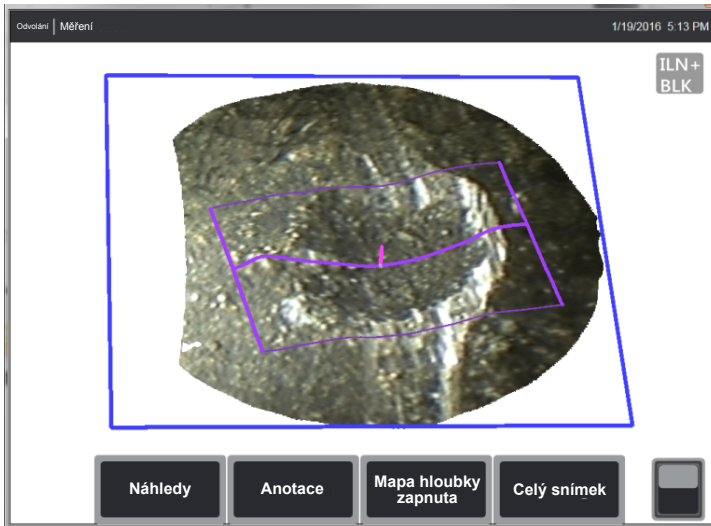 Odvolání | Měření
1/19/2016 5:13 PM
ILN+
BLK
Náhledy
Anotace
Mapa hloubky
zapnuta
Celý snímek